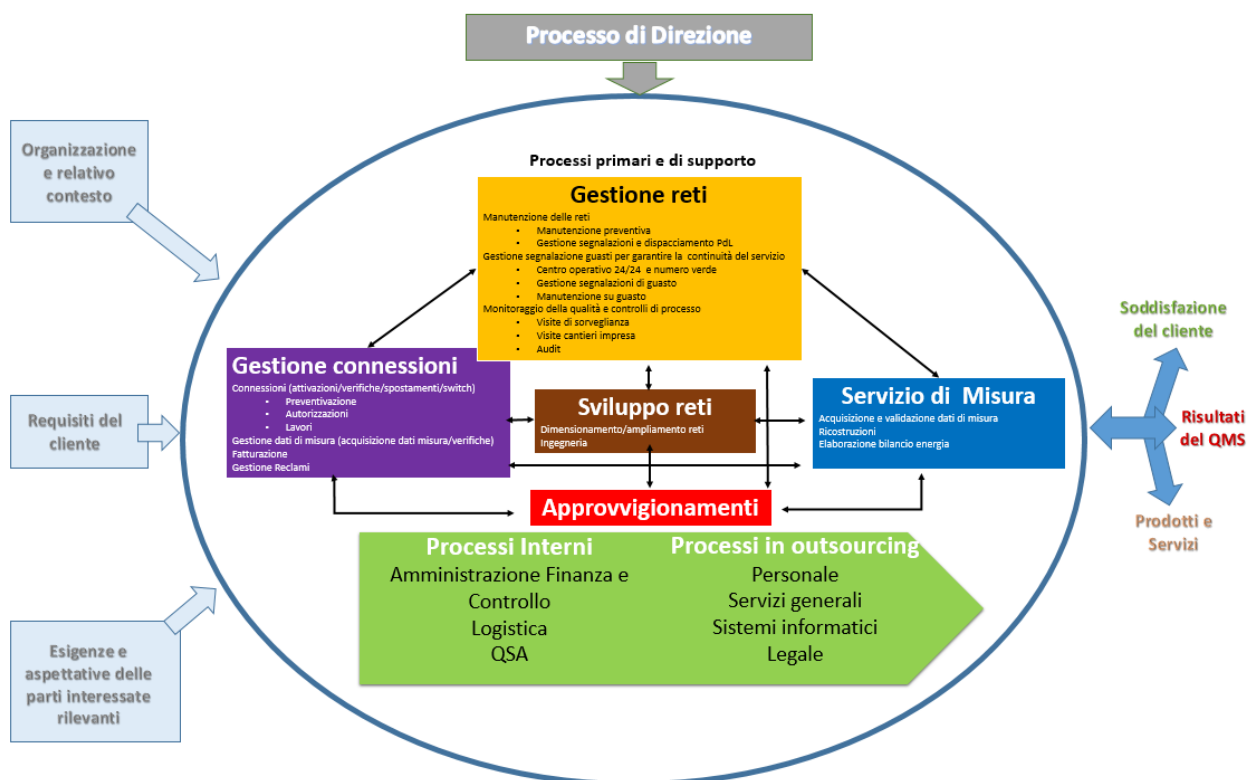 Processo di Direzione
Organizzazione
e relativo
contesto
Processi primari e di supporto
Gestione reti
Manutenzione delle reti
• Manutenzione preventiva
• Gestione segnalazioni e dispacciamento PdL
Gestione segnalazione guasti per garantire la continuità del servizio
• Centro operativo 24/24 e numero verde
• Gestione segnalazioni di guasto
• Manutenzione su guasto
Monitoraggio della qualità e controlli di processo
• Visite di sorveglianza
• Visite cantieri impresa
• Audit
Gestione connessioni
Connessioni (attivazioni/verifiche/spostamenti/switch)
• Preventivazione
• Autorizzazioni
• Lavori
Gestione dati di misura (acquisizione dati misura/verifiche)
Fatturazione
Gestione Reclami
Sviluppo reti
Dimensionamento/ampliamento reti
Ingegneria
Servizio di Misura
Acquisizione e validazione dati di misura
Ricostruzioni
Elaborazione bilancio energia
Requisiti del
cliente
Soddisfazione
del cliente
Risultati
del QMS
Prodotti e
Servizi
Approvvigionamenti
Processi Interni
Amministrazione Finanza e
Controllo
Logistica
QSA
Processi in outsourcing
Personale
Servizi generali
Sistemi informatici
Legale
Esigenze e
aspettative delle
parti interessate
rilevanti